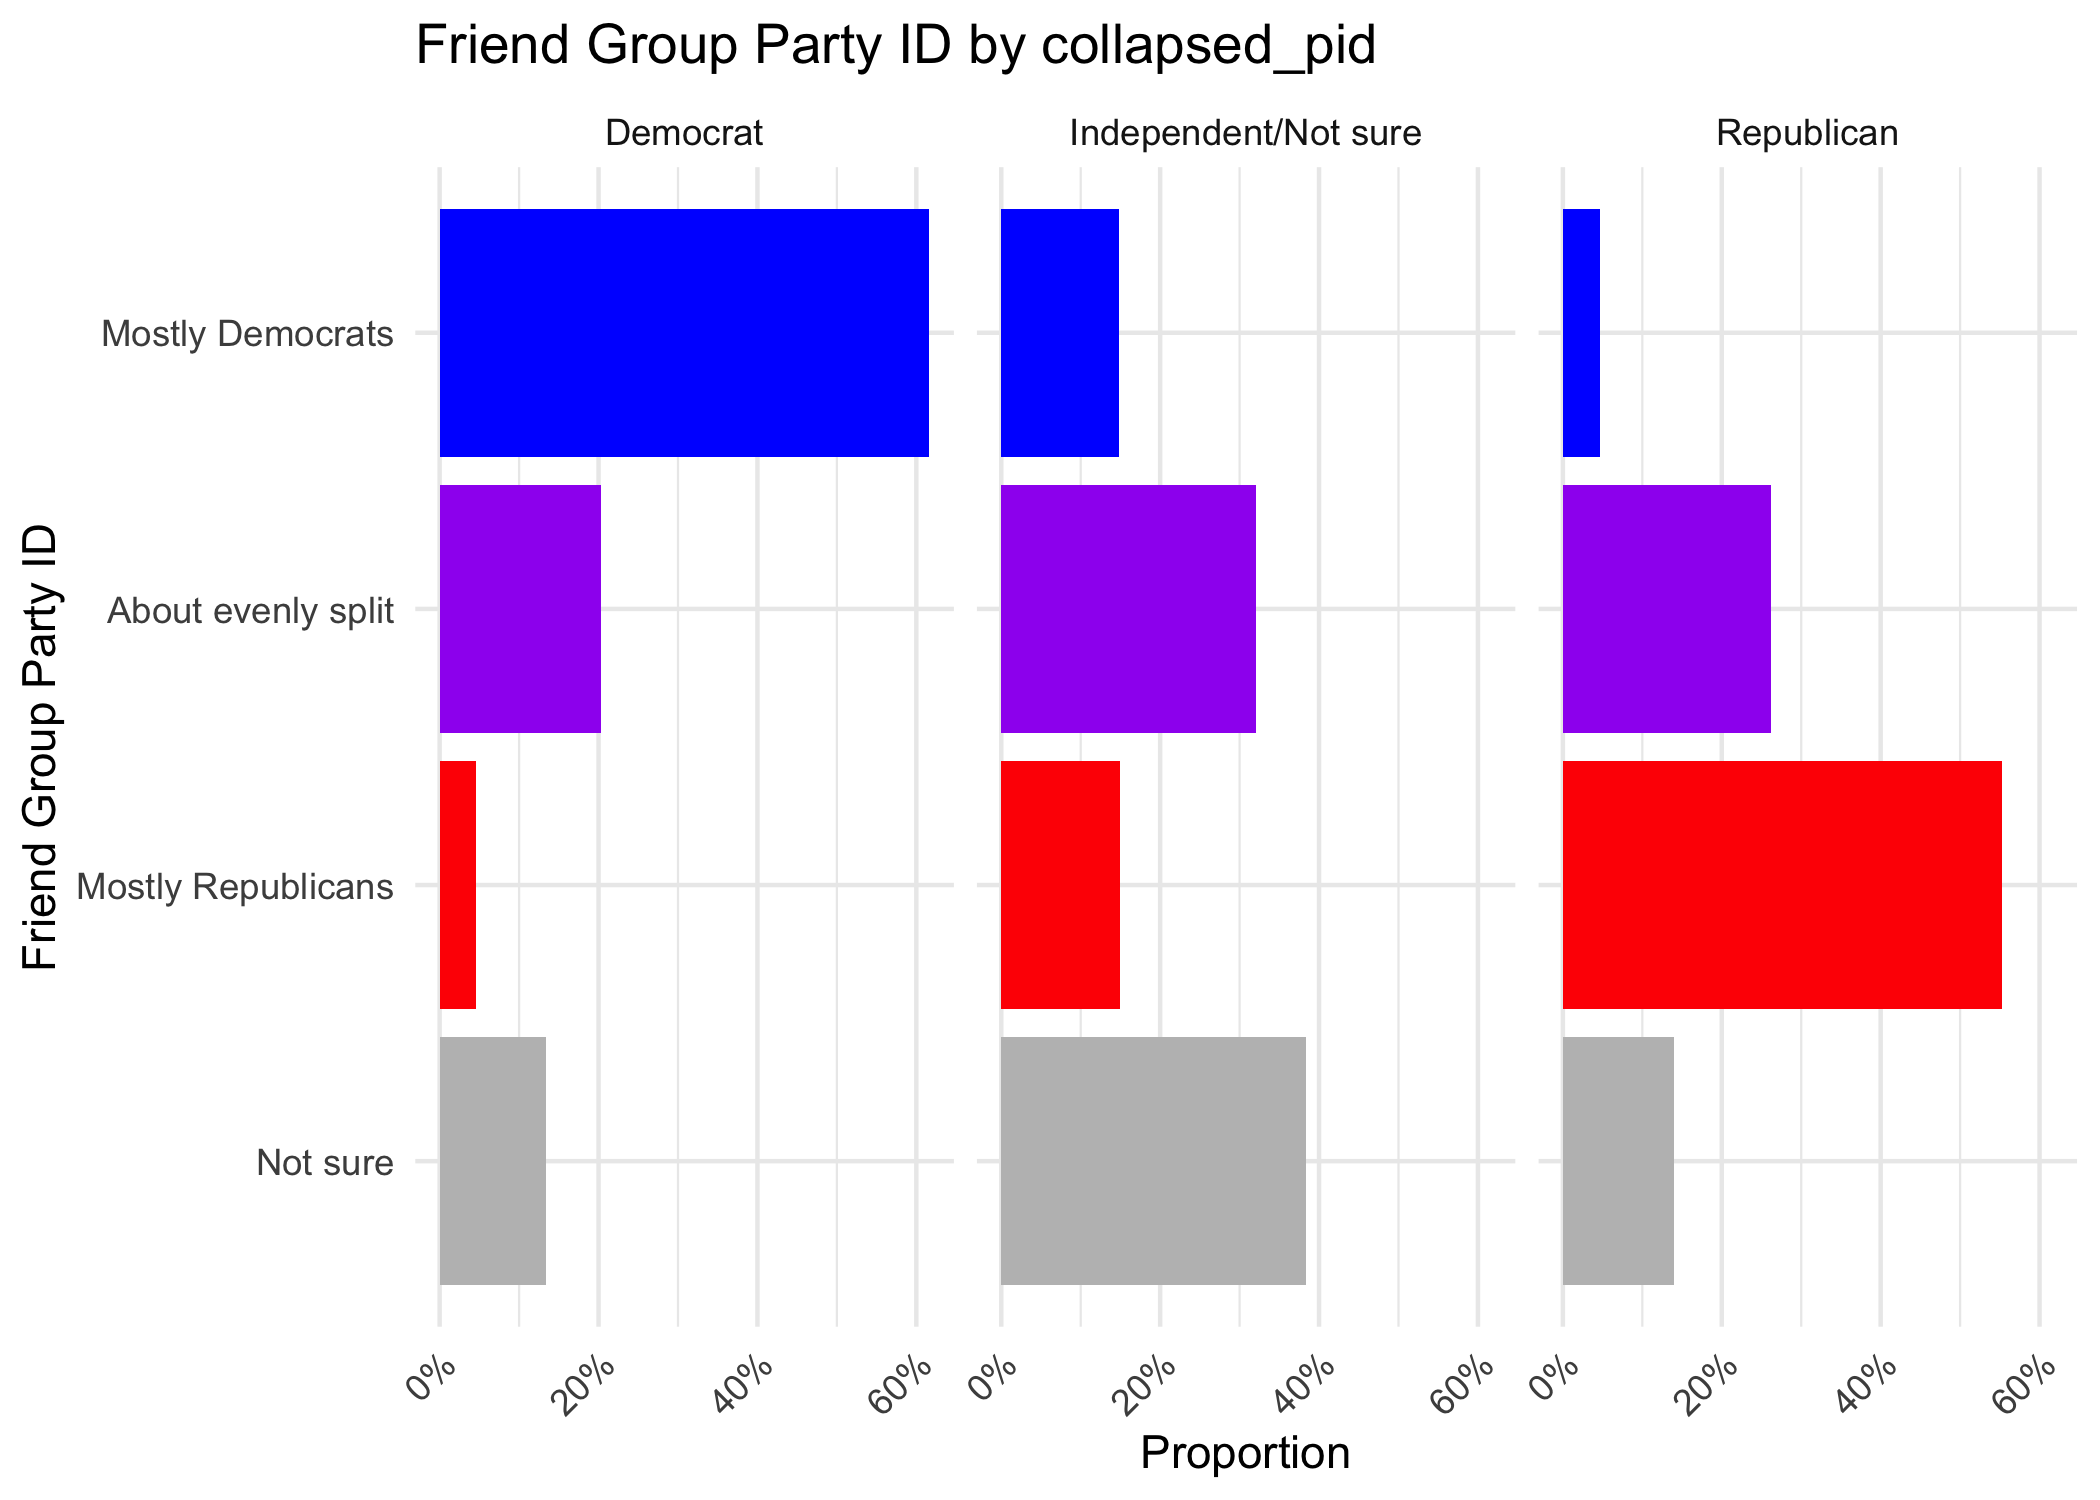 Friend Group Party ID by collapsed_pid
Democrat
Independent/Not sure
Republican
Friend Group Party ID
Mostly Democrats
About evenly split
Mostly Republicans
Not sure
0%
20%
40%
60%
0%
20%
40%
60%
0%
20%
40%
60%
Proportion